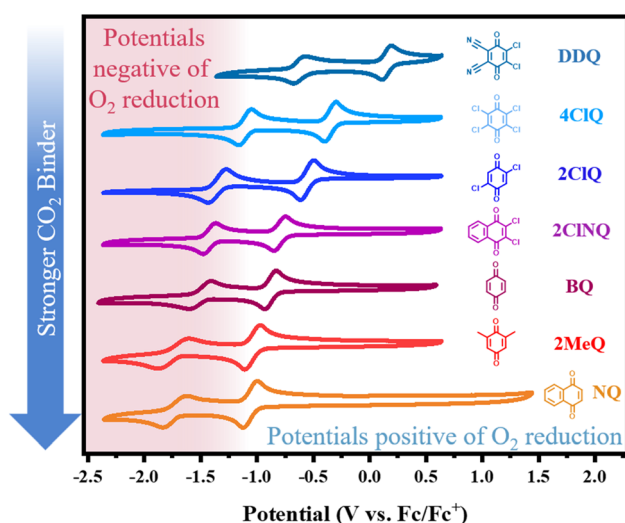 Potentials
negative of
O₂ reduction
DDQ
4ClQ
2ClQ
2ClNQ
BQ
2MeQ
NQ
Potentials positive of O₂ reduction
Stronger CO₂ Binder
-2.5 -2.0 -1.5 -1.0 -0.5 0.0 0.5 1.0 1.5 2.0
Potential (V vs. Fc/Fc⁺)